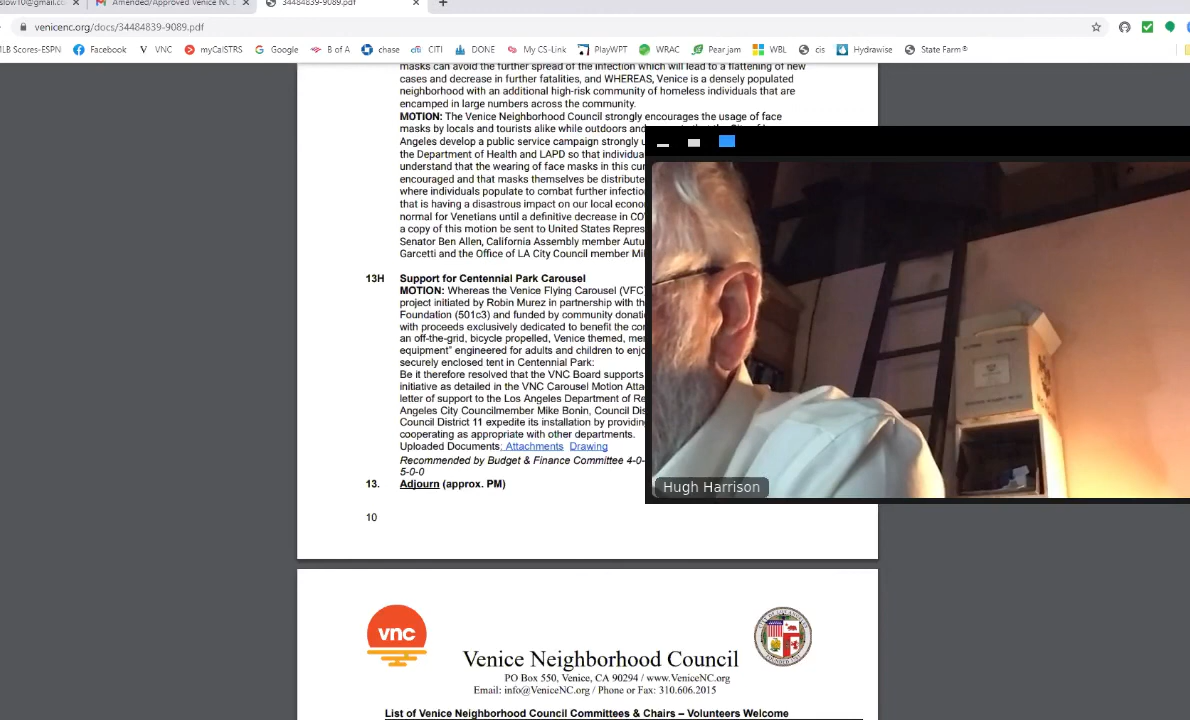 slow10@gmail.co
Amended/Approved Venice NC
34484839-9089.pdf
venicenc.org/docs/34484839-9089.pdf
MLB Scores-ESPN Facebook VNC myCalSTRS Google B of A chase CITI DONE My CS-Link PlayWPT WRAC Pear jam WBL cis Hydrawise State Farm®
masks can avoid the further spread of the infection which will lead to a flattening of new
cases and decrease in further fatalities, and WHEREAS, Venice is a densely populated
neighborhood with an additional high-risk community of homeless individuals that are
encamped in large numbers across the community.
MOTION: The Venice Neighborhood Council strongly encourages the usage of face
masks by locals and tourists alike while outdoors and
Angeles develop a public service campaign strongly u
the Department of Health and LAPD so that individua
understand that the wearing of face masks in this cur
encouraged and that masks themselves be distribute
where individuals populate to combat further infectio
that is having a disastrous impact on our local econo
normal for Venetians until a definitive decrease in CO
a copy of this motion be sent to United States Repres
Senator Ben Allen, California Assembly member Autu
Garcetti and the Office of LA City Council member Mi
13H Support for Centennial Park Carousel
MOTION: Whereas the Venice Flying Carousel (VFC
project initiated by Robin Murez in partnership with th
Foundation (501c3) and funded by community donati
with proceeds exclusively dedicated to benefit the co
an off-the-grid, bicycle propelled, Venice themed, me
equipment" engineered for adults and children to enjo
securely enclosed tent in Centennial Park:
Be it therefore resolved that the VNC Board supports
initiative as detailed in the VNC Carousel Motion Atta
letter of support to the Los Angeles Department of Re
Angeles City Councilmember Mike Bonin, Council Dis
Council District 11 expedite its installation by providin
cooperating as appropriate with other departments.
Uploaded Documents: Attachments Drawing
Recommended by Budget & Finance Committee 4-0-
5-0-0
13. Adjourn (approx. PM)
10
Hugh Harrison
vnc
Venice Neighborhood Council
PO Box 550, Venice, CA 90294 / www.VeniceNC.org
Email: info@VeniceNC.org / Phone or Fax: 310.606.2015
List of Venice Neighborhood Council Committees & Chairs – Volunteers Welcome